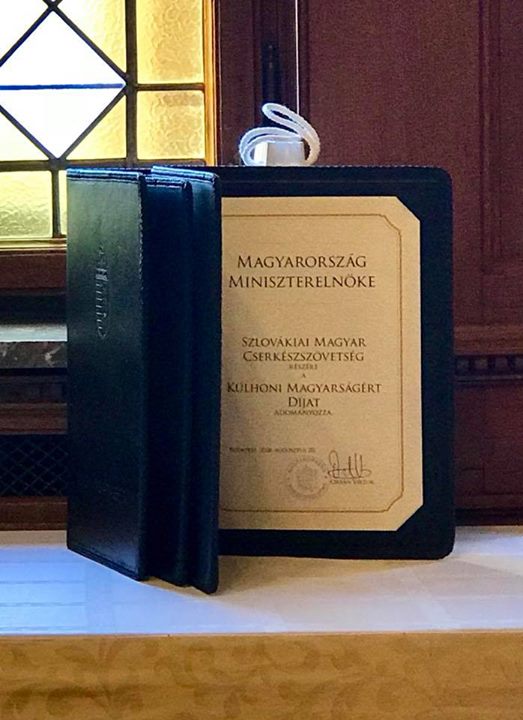 MAGYARORSZÁG
MINISZTERELNÖKE
SZLOVÁKIAI MAGYAR
CSERKÉSZSZÖVETSÉG
RÉSZÉRE
A
KÜLHONI MAGYARSÁGÉRT
DÍJAT
ADOMÁNYOZZA.
ORBÁN VIKTOR